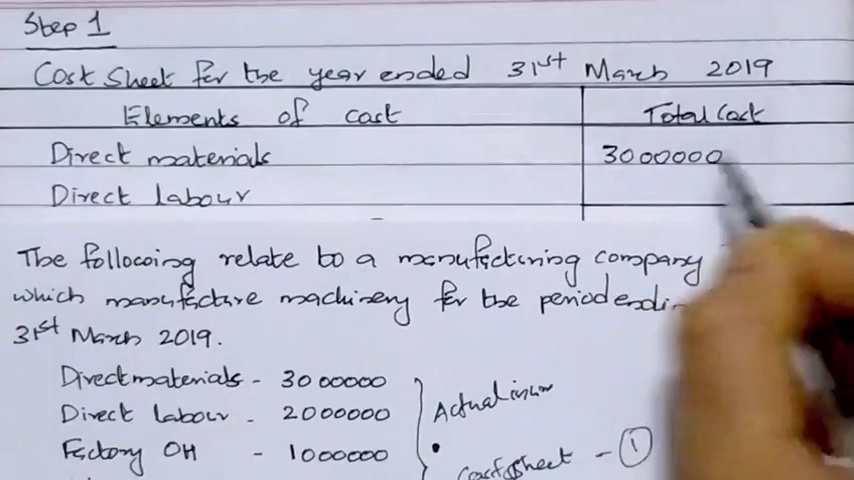 Step 1
Cost Sheet for the year ended 31st March 2019
Elements of cost Total Cost
Direct materials 3000000
Direct labour
The following relate to a manufacturing company
which manufacture machinery for the period
31st March 2019.
Direct materials - 3000000
Direct labour - 2000000
Factory OH - 1000000
Actual
sheet - 1